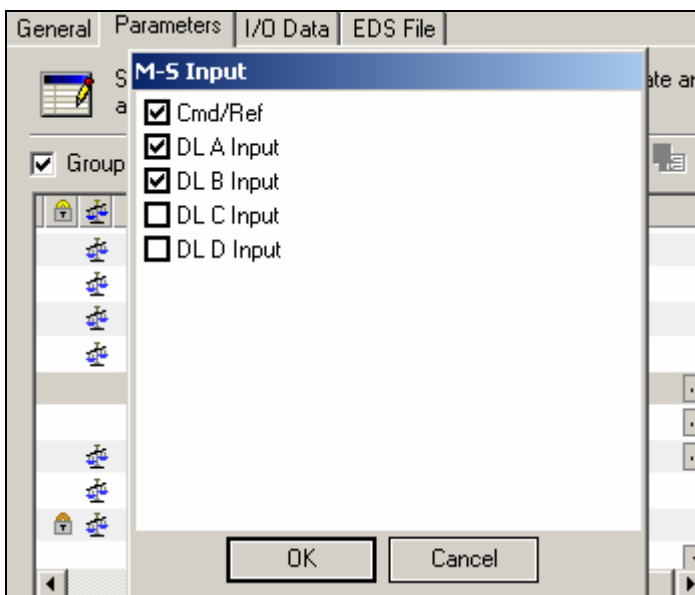 General Parameters I/O Data EDS File
M-S Input
Cmd/Ref
DL A Input
DL B Input
DL C Input
DL D Input
Group
OK Cancel